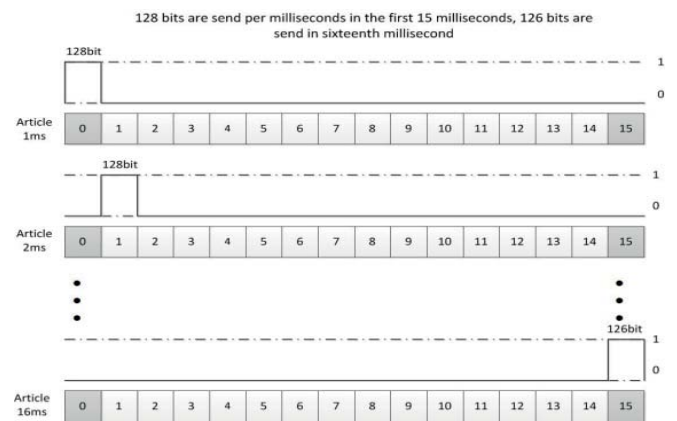 128 bits are send per milliseconds in the first 15 milliseconds, 126 bits are
send in sixteenth millisecond
128bit
1
0
Article
1ms
0 1 2 3 4 5 6 7 8 9 10 11 12 13 14 15
128bit
1
0
Article
2ms
0 1 2 3 4 5 6 7 8 9 10 11 12 13 14 15
126bit
1
0
Article
16ms
0 1 2 3 4 5 6 7 8 9 10 11 12 13 14 15